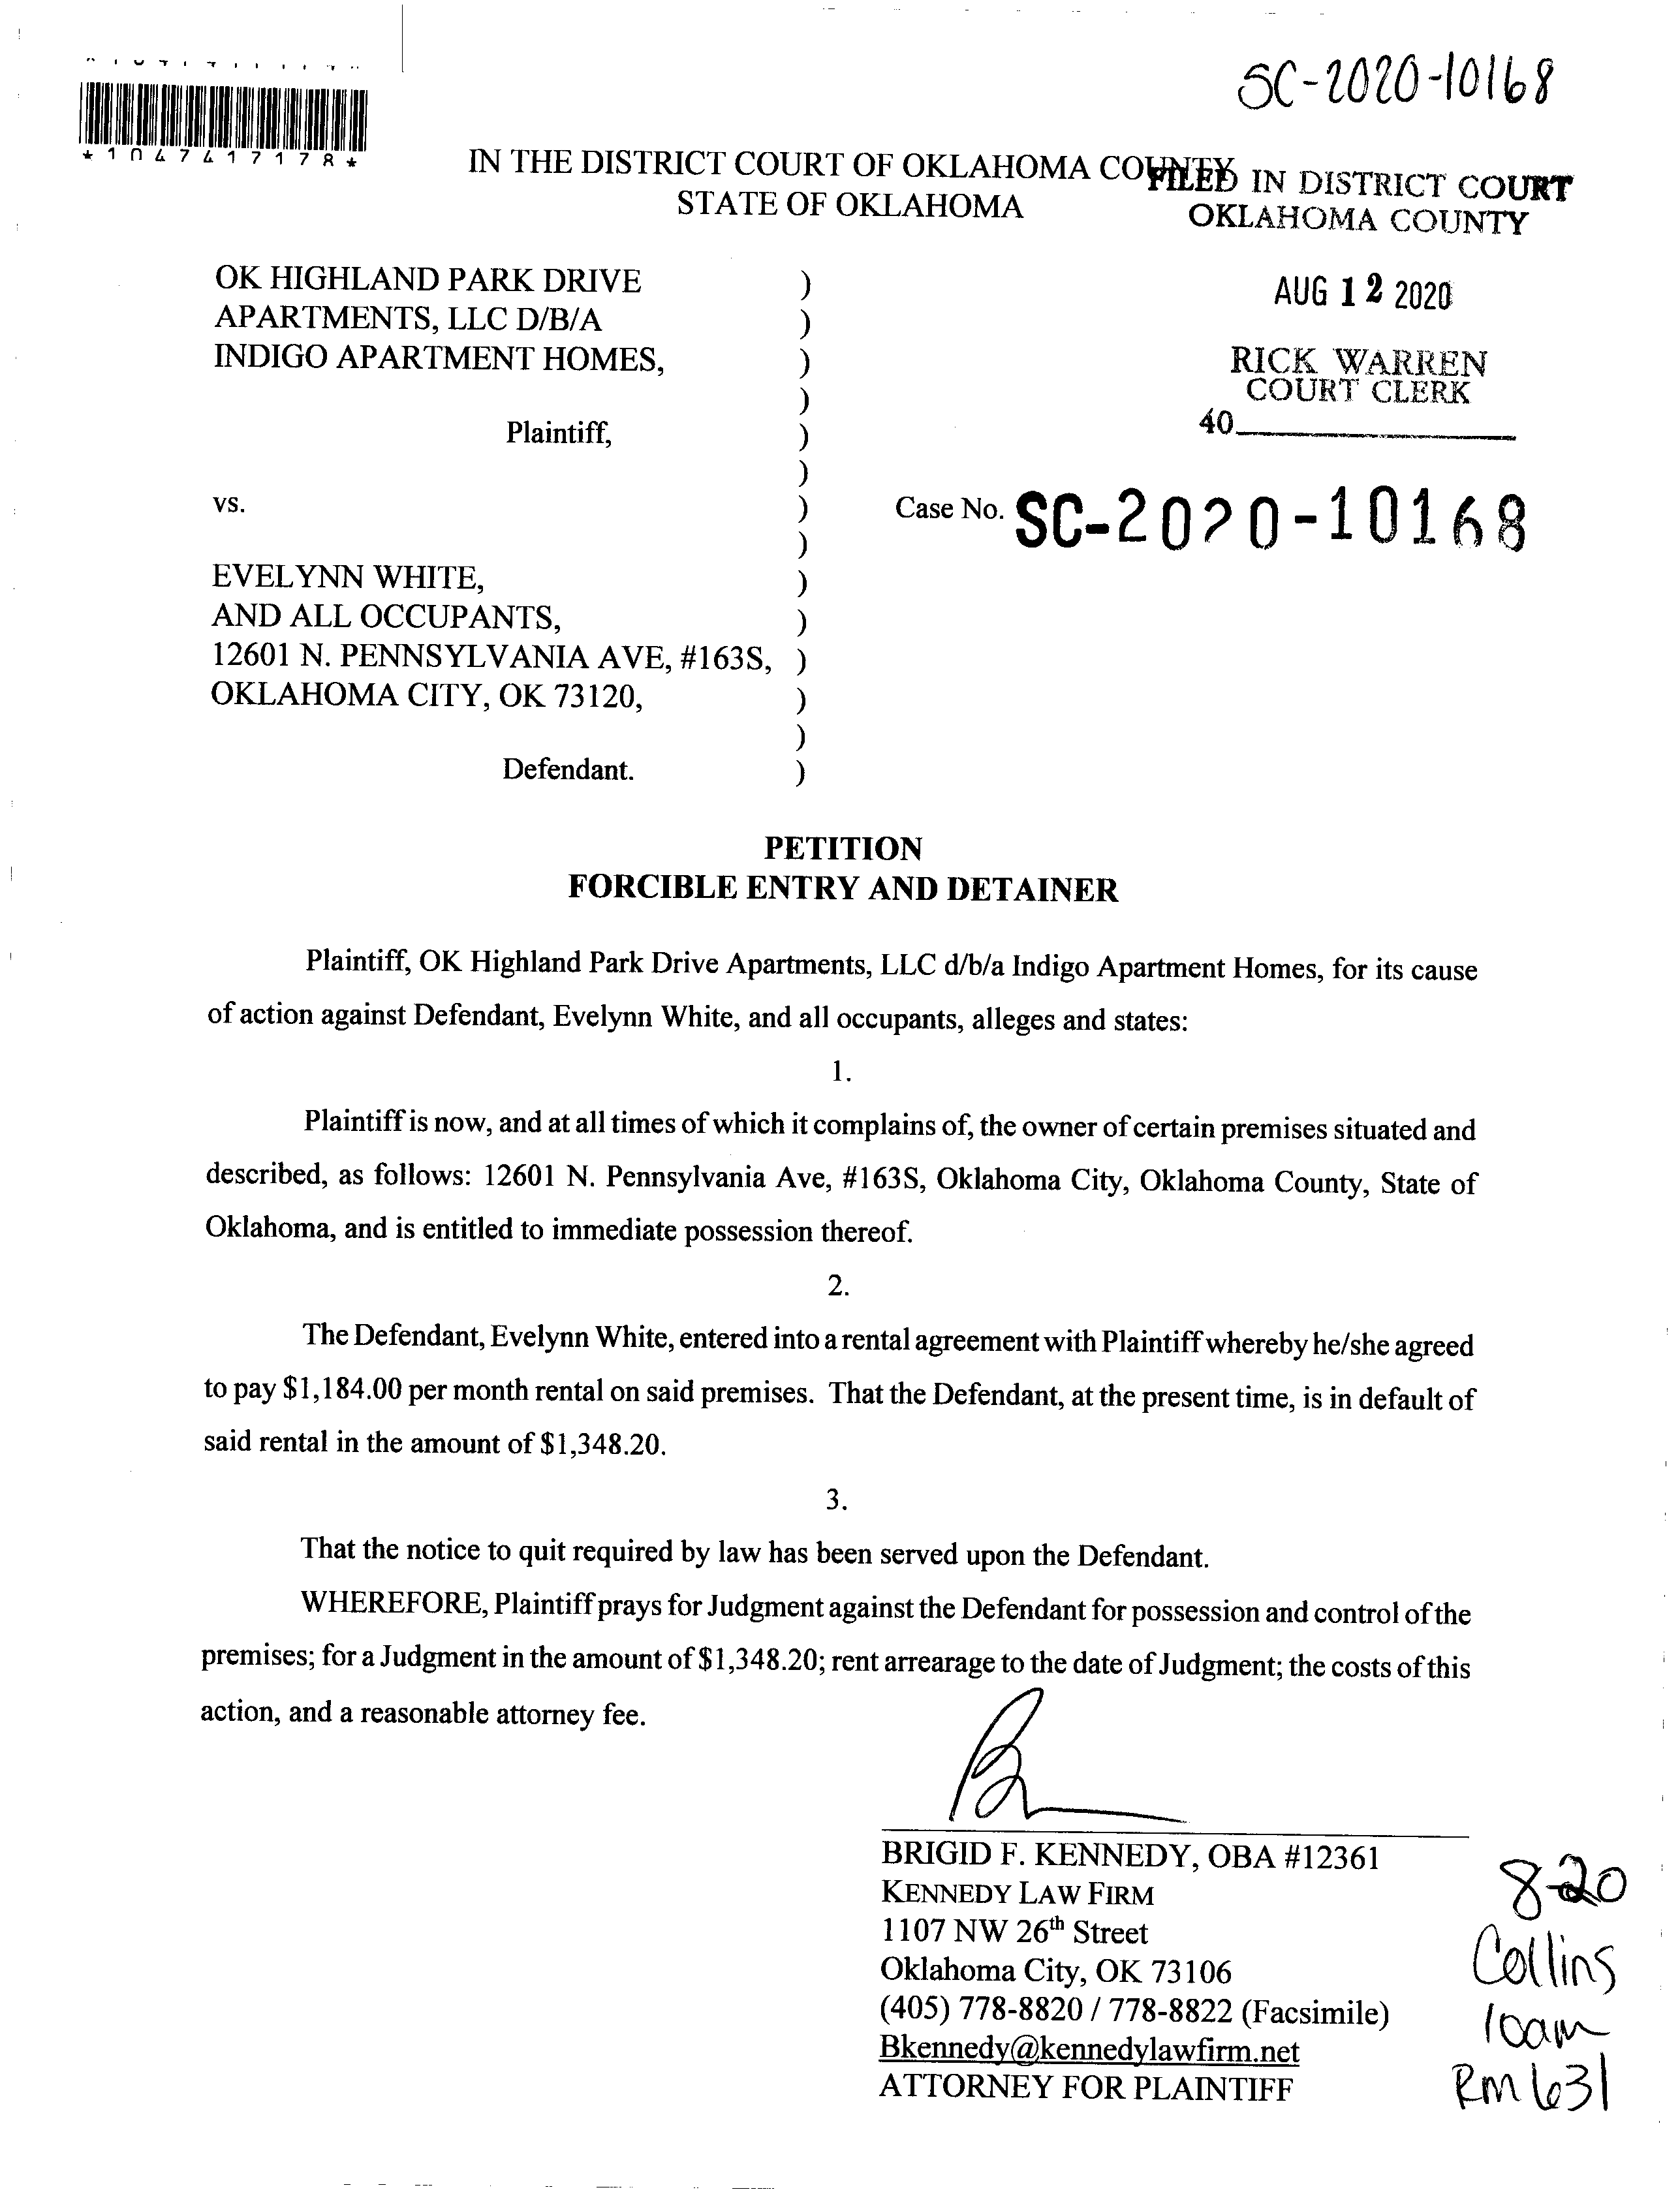 SC-2020-10168
*1047417178*
IN THE DISTRICT COURT OF OKLAHOMA COUNTY
STATE OF OKLAHOMA
FILED IN DISTRICT COURT
OKLAHOMA COUNTY
AUG 12 2020
RICK WARREN
COURT CLERK
40
OK HIGHLAND PARK DRIVE )
APARTMENTS, LLC D/B/A )
INDIGO APARTMENT HOMES, )
)
Plaintiff, )
)
vs. ) Case No. SC-2020-10168
)
EVELYNN WHITE, )
AND ALL OCCUPANTS, )
12601 N. PENNSYLVANIA AVE, #163S, )
OKLAHOMA CITY, OK 73120, )
)
Defendant. )
PETITION
FORCIBLE ENTRY AND DETAINER
Plaintiff, OK Highland Park Drive Apartments, LLC d/b/a Indigo Apartment Homes, for its cause
of action against Defendant, Evelynn White, and all occupants, alleges and states:
1.
Plaintiff is now, and at all times of which it complains of, the owner of certain premises situated and
described, as follows: 12601 N. Pennsylvania Ave, #163S, Oklahoma City, Oklahoma County, State of
Oklahoma, and is entitled to immediate possession thereof.
2.
The Defendant, Evelynn White, entered into a rental agreement with Plaintiff whereby he/she agreed
to pay $1,184.00 per month rental on said premises. That the Defendant, at the present time, is in default of
said rental in the amount of $1,348.20.
3.
That the notice to quit required by law has been served upon the Defendant.
WHEREFORE, Plaintiff prays for Judgment against the Defendant for possession and control of the
premises; for a Judgment in the amount of $1,348.20; rent arrearage to the date of Judgment; the costs of this
action, and a reasonable attorney fee.
BRIGID F. KENNEDY, OBA #12361
KENNEDY LAW FIRM
1107 NW 26th Street
Oklahoma City, OK 73106
(405) 778-8820 / 778-8822 (Facsimile)
Bkennedy@kennedylawfirm.net
ATTORNEY FOR PLAINTIFF
8-20
Collins
10am
Rm 631